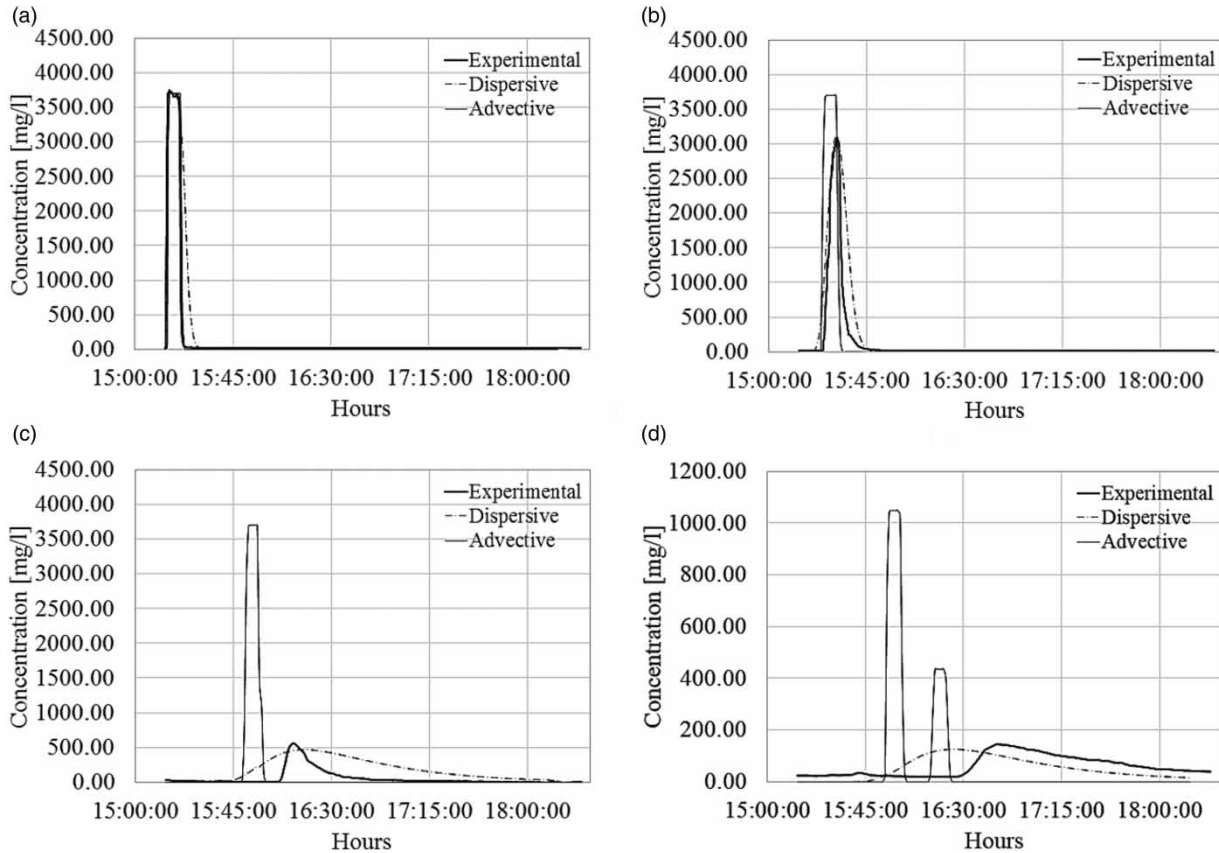 (a)
4500.00
4000.00
3500.00
3000.00
2500.00
2000.00
1500.00
1000.00
500.00
0.00
Concentration [mg/l]
Experimental
Dispersive
Advective
15:00:00 15:45:00 16:30:00 17:15:00 18:00:00
Hours
(b)
4500.00
4000.00
3500.00
3000.00
2500.00
2000.00
1500.00
1000.00
500.00
0.00
Concentration [mg/l]
Experimental
Dispersive
Advective
15:00:00 15:45:00 16:30:00 17:15:00 18:00:00
Hours
(c)
4500.00
4000.00
3500.00
3000.00
2500.00
2000.00
1500.00
1000.00
500.00
0.00
Concentration [mg/l]
Experimental
Dispersive
Advective
15:00:00 15:45:00 16:30:00 17:15:00 18:00:00
Hours
(d)
1200.00
1000.00
800.00
600.00
400.00
200.00
0.00
Concentration [mg/l]
Experimental
Dispersive
Advective
15:00:00 15:45:00 16:30:00 17:15:00 18:00:00
Hours